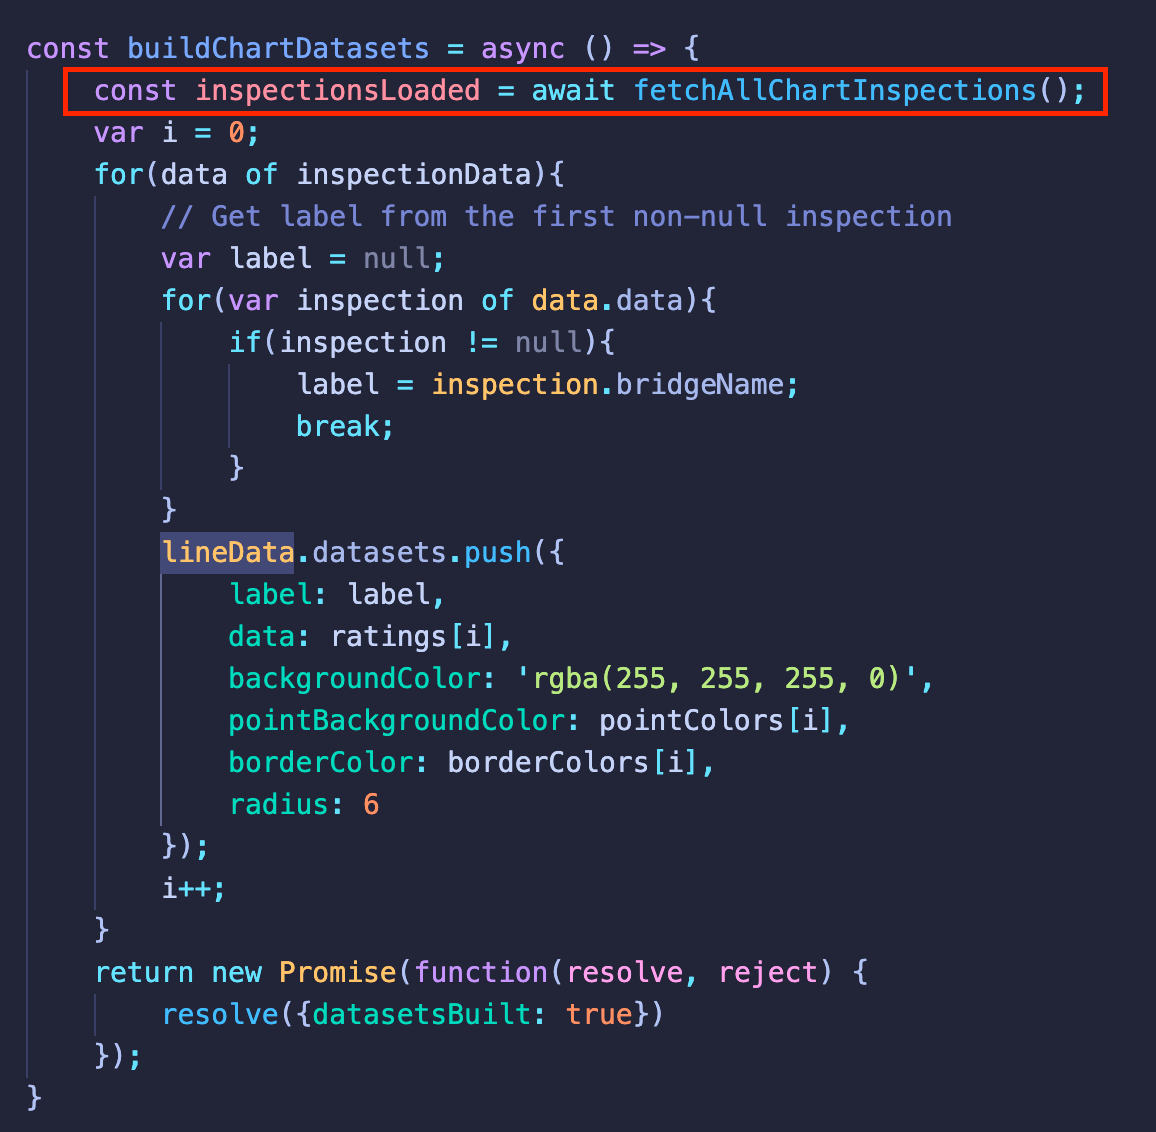 const buildChartDatasets = async () => {
const inspectionsLoaded = await fetchAllChartInspections();
var i = 0;
for(data of inspectionData){
// Get label from the first non-null inspection
var label = null;
for(var inspection of data.data){
if(inspection != null){
label = inspection.bridgeName;
break;
}
}
lineData.datasets.push({
label: label,
data: ratings[i],
backgroundColor: 'rgba(255, 255, 255, 0)',
pointBackgroundColor: pointColors[i],
borderColor: borderColors[i],
radius: 6
});
i++;
}
return new Promise(function(resolve, reject) {
resolve({datasetsBuilt: true})
});
}